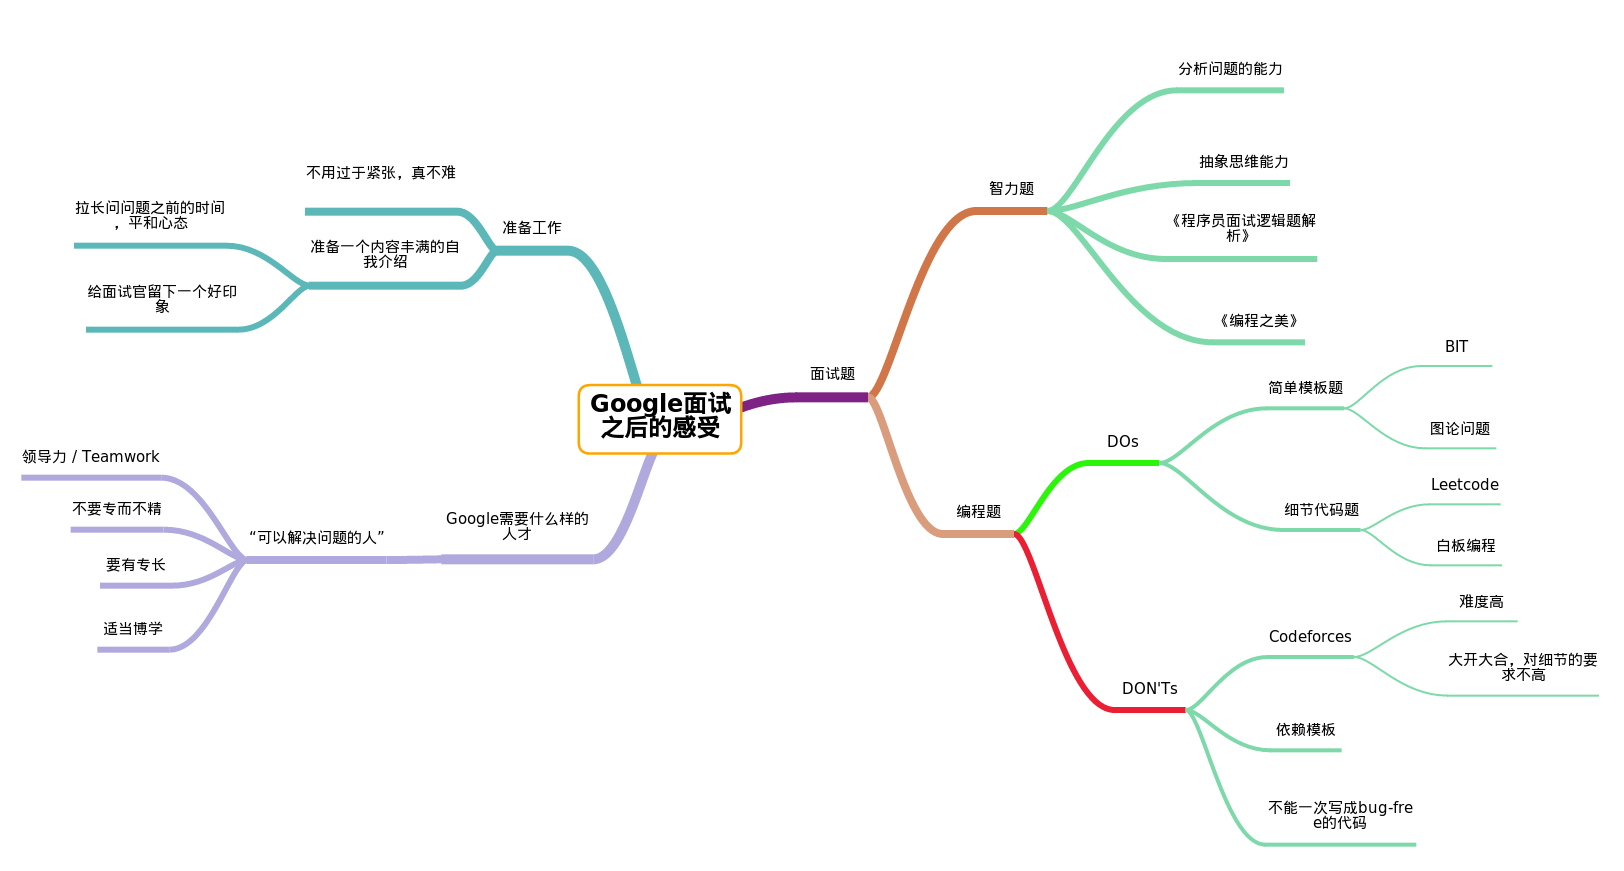 Google面试
之后的感受
准备工作
不用过于紧张，真不难
准备一个内容丰满的自
我介绍
拉长问问题之前的时间
，平和心态
给面试官留下一个好印
象
Google需要什么样的
人才
“可以解决问题的人”
领导力 / Teamwork
不要专而不精
要有专长
适当博学
面试题
智力题
分析问题的能力
抽象思维能力
《程序员面试逻辑题解
析》
《编程之美》
编程题
DOs
简单模板题
BIT
图论问题
细节代码题
Leetcode
白板编程
DON'Ts
Codeforces
难度高
大开大合，对细节的要
求不高
依赖模板
不能一次写成bug-fre
e的代码